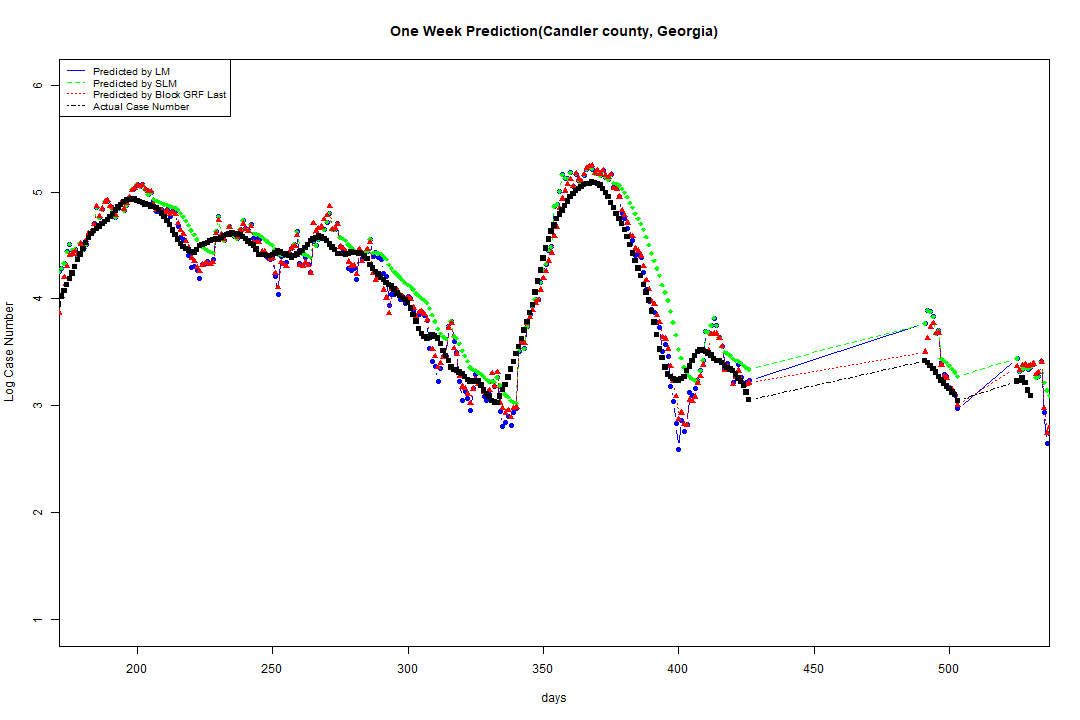 One Week Prediction(Candler county, Georgia)
Predicted by LM
Predicted by SLM
Predicted by Block GRF Last
Actual Case Number
6
5
4
3
2
1
Log Case Number
200 250 300 350 400 450 500
days